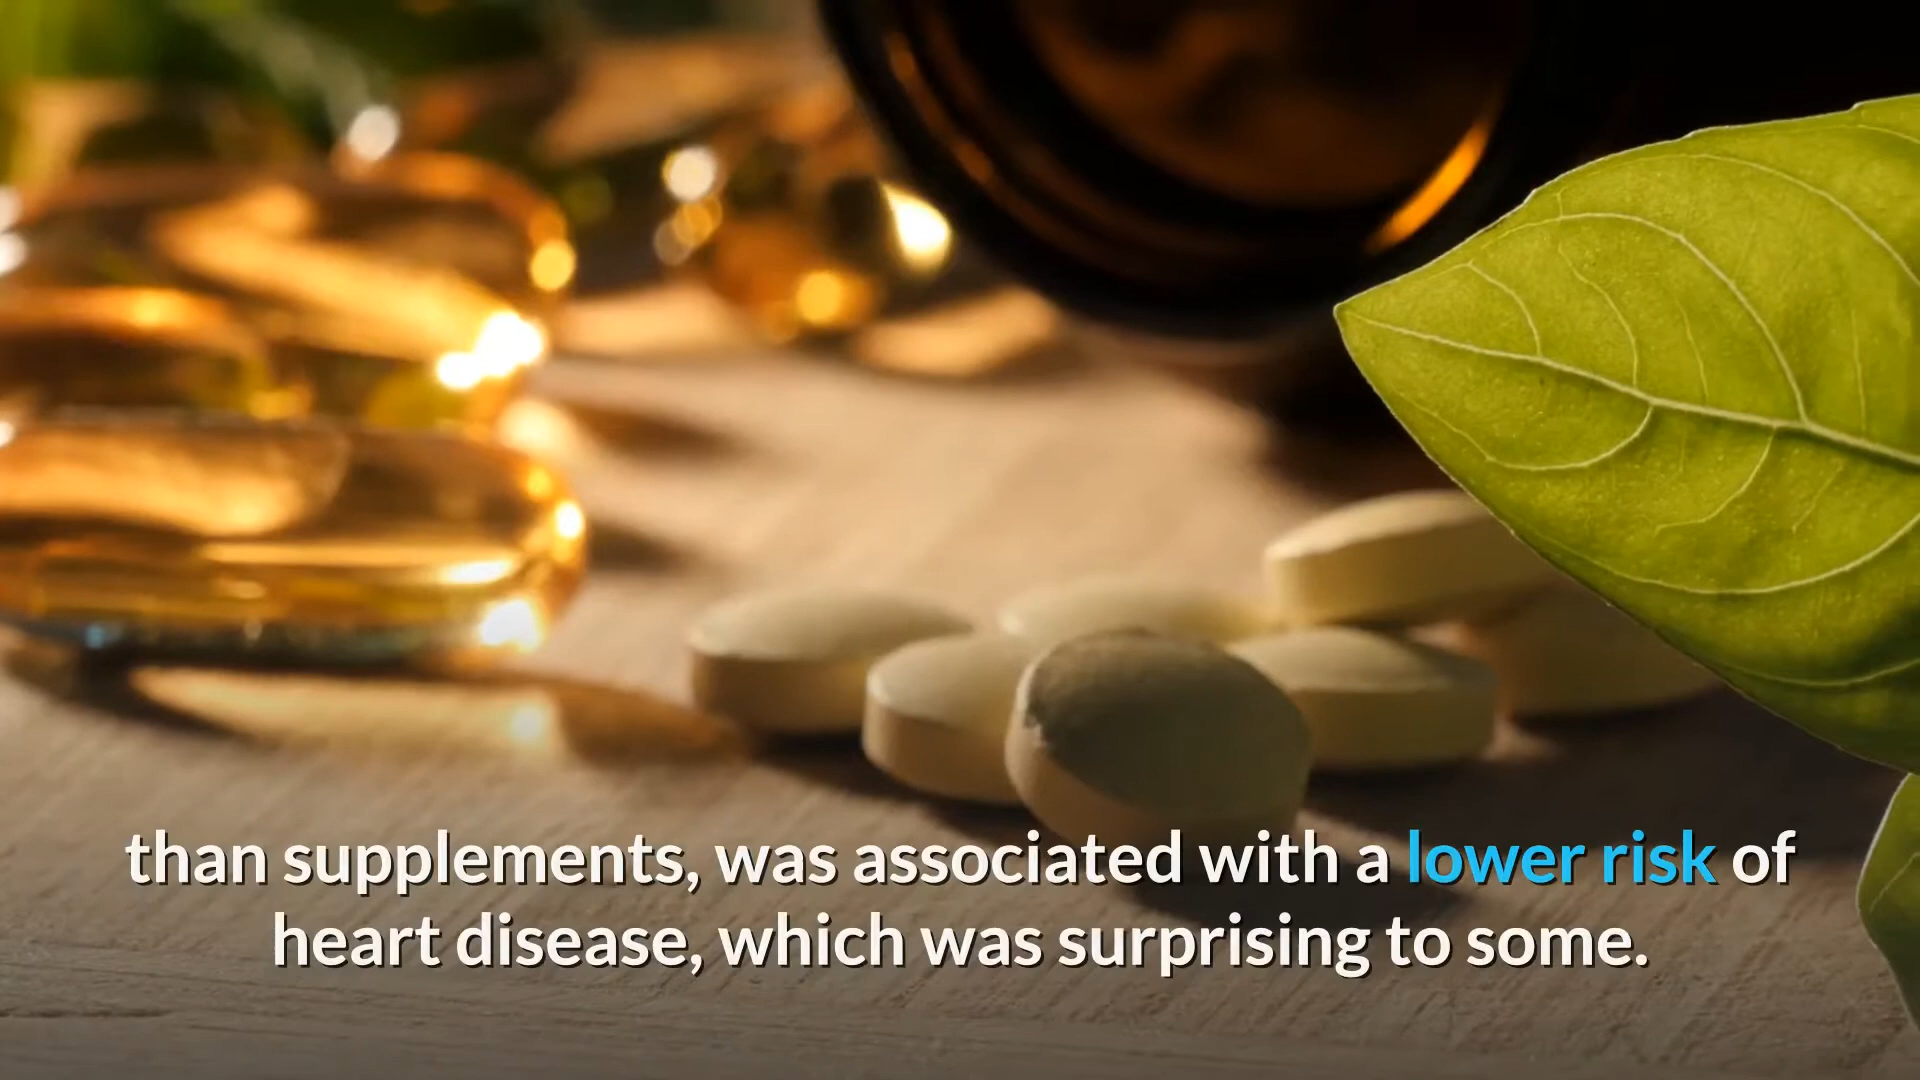 than supplements, was associated with a lower risk of
heart disease, which was surprising to some.